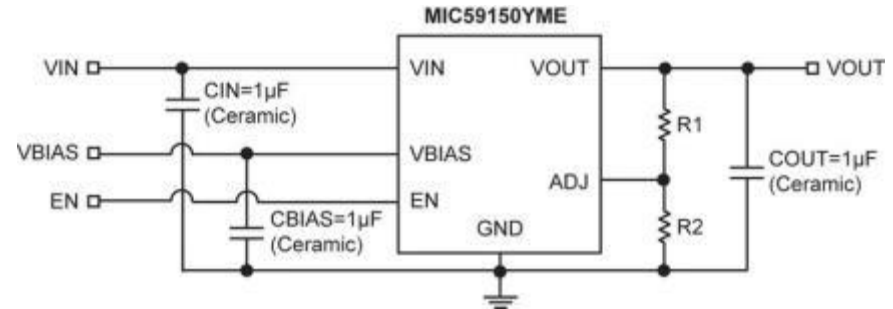 MIC59150YME
VIN
VIN
VOUT
VOUT
CIN=1µF
(Ceramic)
R1
VBIAS
VBIAS
COUT=1µF
(Ceramic)
ADJ
EN
EN
CBIAS=1µF
(Ceramic)
GND
R2